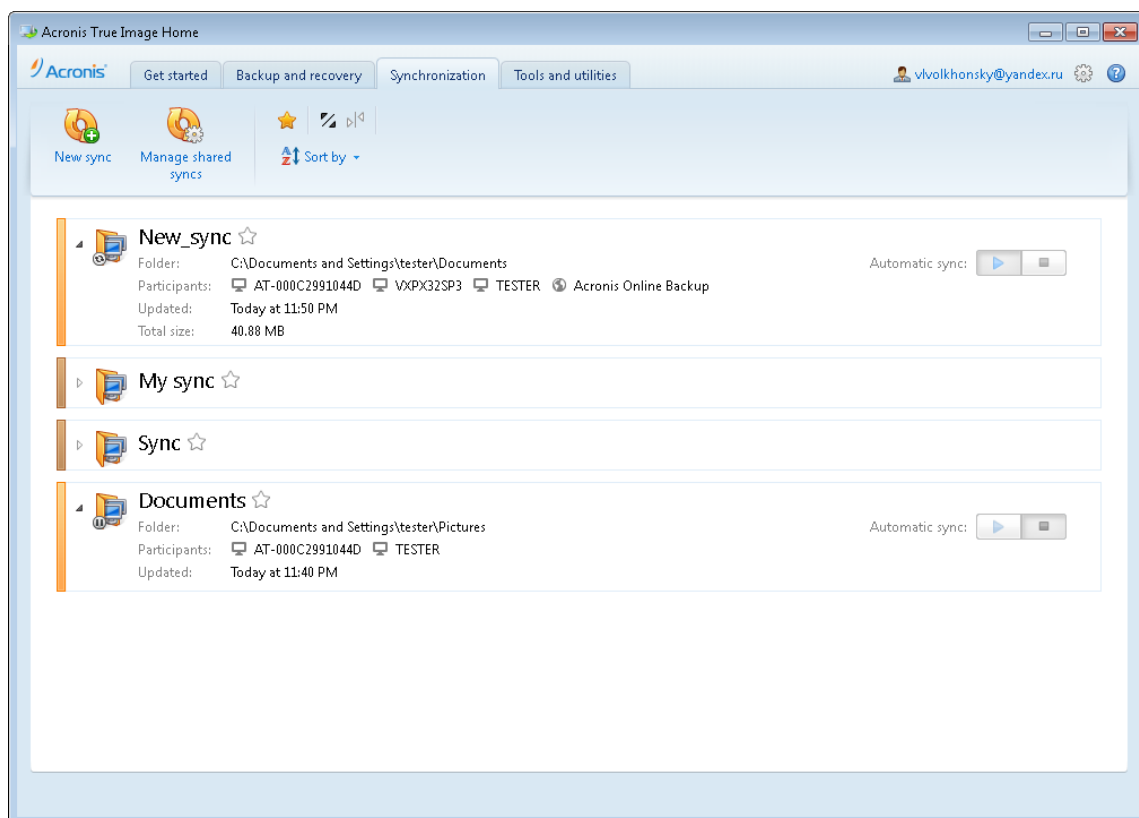 Acronis True Image Home
Acronis
Get started
Backup and recovery
Synchronization
Tools and utilities
vlvolkhonsky@yandex.ru
New sync
Manage shared
syncs
Sort by
New_sync
Folder: C:\Documents and Settings\tester\Documents
Automatic sync:
Participants: AT-000C2991044D VXPX32SP3 TESTER Acronis Online Backup
Updated: Today at 11:50 PM
Total size: 40.88 MB
My sync
Sync
Documents
Folder: C:\Documents and Settings\tester\Pictures
Automatic sync:
Participants: AT-000C2991044D TESTER
Updated: Today at 11:40 PM